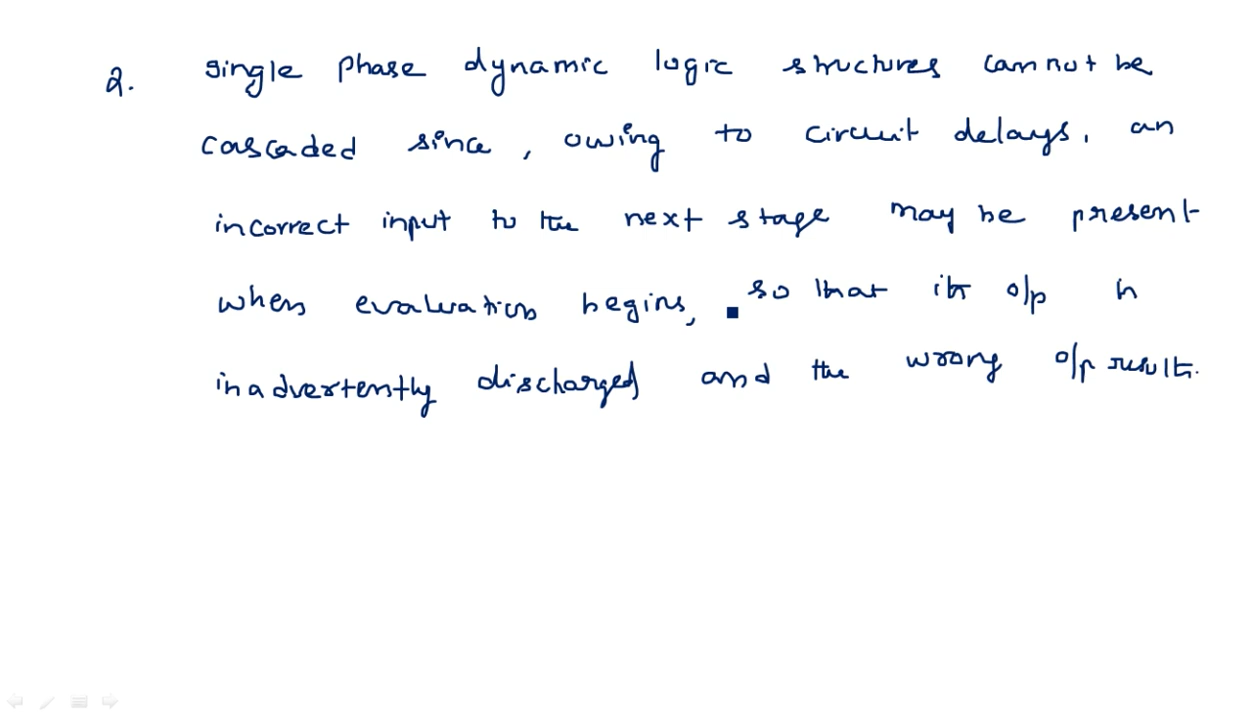 2. single phase dynamic logic structures cannot be
cascaded since, owing to circuit delays, an
incorrect input to the next stage may be present
when evaluation begins, so that its o/p is
inadvertently discharged and the wrong o/p results.